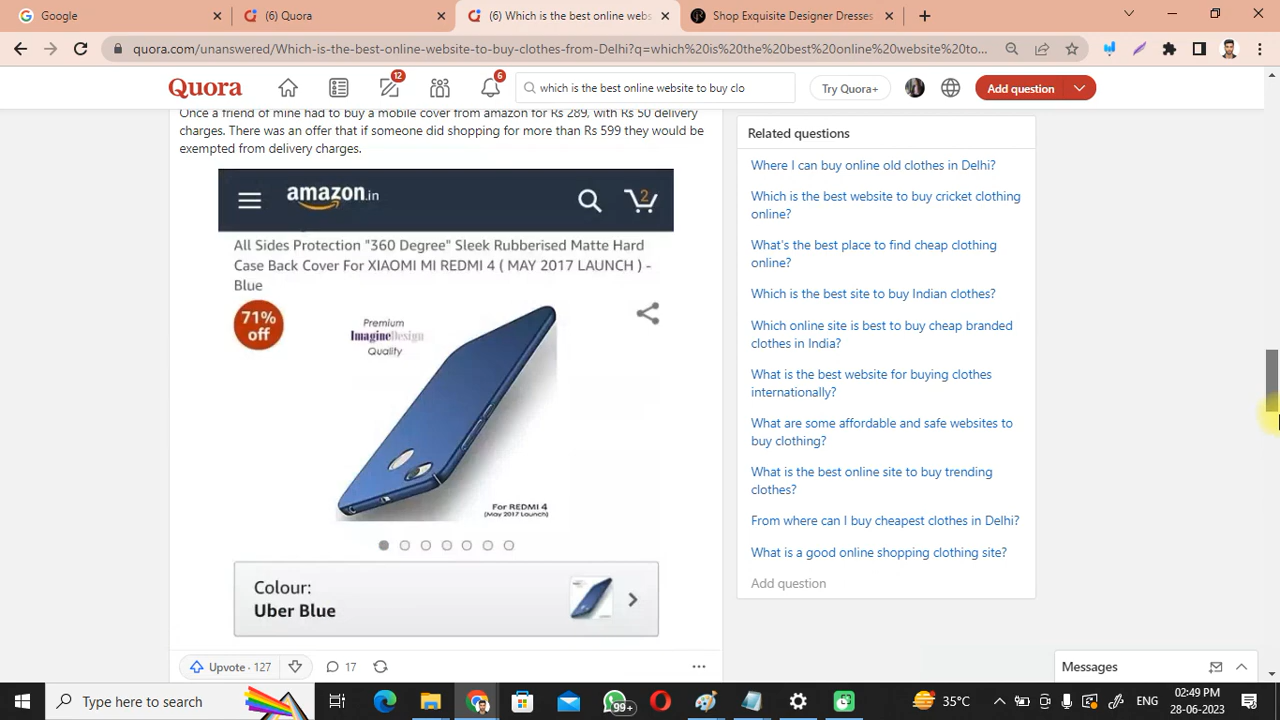 Google
(6) Quora
(6) Which is the best online webs
Shop Exquisite Designer Dresses
quora.com/unanswered/Which-is-the-best-online-website-to-buy-clothes-from-Delhi?q=which%20is%20the%20best%20online%20website%20to...
Quora
12
6
which is the best online website to buy clo
Try Quora+
Add question
Once a friend of mine had to buy a mobile cover from amazon for Rs 289, with Rs 50 delivery
charges. There was an offer that if someone did shopping for more than Rs 599 they would be
exempted from delivery charges.
amazon.in
2
All Sides Protection "360 Degree" Sleek Rubberised Matte Hard
Case Back Cover For XIAOMI MI REDMI 4 ( MAY 2017 LAUNCH ) -
Blue
71%
off
Premium
ImagineDesign
Quality
For REDMI 4
(May 2017 Launch)
Colour:
Uber Blue
Upvote · 127
17
Related questions
Where I can buy online old clothes in Delhi?
Which is the best website to buy cricket clothing
online?
What's the best place to find cheap clothing
online?
Which is the best site to buy Indian clothes?
Which online site is best to buy cheap branded
clothes in India?
What is the best website for buying clothes
internationally?
What are some affordable and safe websites to
buy clothing?
What is the best online site to buy trending
clothes?
From where can I buy cheapest clothes in Delhi?
What is a good online shopping clothing site?
Add question
Messages
Type here to search
99+
35°C
ENG
02:49 PM
28-06-2023